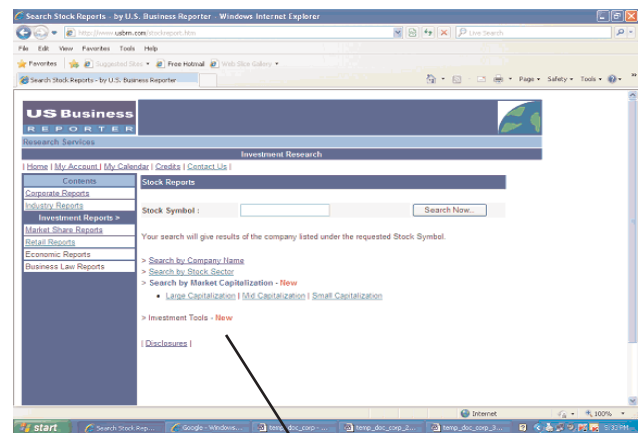 Search Stock Reports - by U.S. Business Reporter - Windows Internet Explorer
http://www.usbrn.com/stockreport.htm
Live Search
File Edit View Favorites Tools Help
Favorites Suggested Sites Free Hotmail Web Slice Gallery
Search Stock Reports - by U.S. Business Reporter
Page Safety Tools
US Business
REPORTER
Research Services
Investment Research
| Home | My Account | My Calendar | Credits | Contact Us |
Contents
Stock Reports
Corporate Reports
Industry Reports
Investment Reports >
Market Share Reports
Retail Reports
Economic Reports
Business Law Reports
Stock Symbol :
Search Now...
Your search will give results of the company listed under the requested Stock Symbol.
> Search by Company Name
> Search by Stock Sector
> Search by Market Capitalization - New
• Large Capitalization | Mid Capitalization | Small Capitalization
> Investment Tools - New
| Disclosures |
Internet
100%
start
Search Stock Rep...
Google - Windows...
temp_doc_corp - ...
temp_doc_corp_2...
temp_doc_corp_3...
5:33 PM